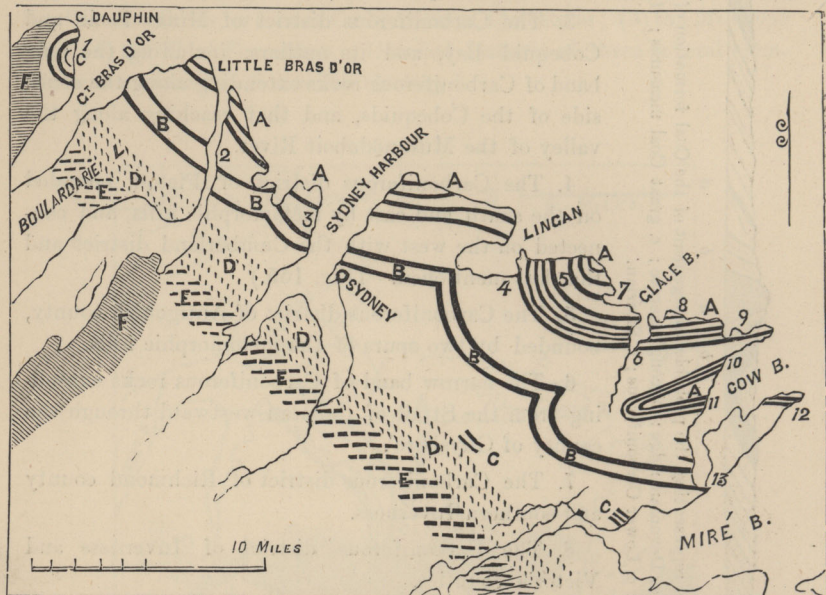 C. DAUPHIN
Gt. BRAS D'OR
LITTLE BRAS D'OR
F
C
B
A
2
BOULARDARIE I.
D
E
B
A
3
SYDNEY HARBOUR
A
LINGAN
B
SYDNEY
4
5
A
7
GLACE B.
8
A
9
6
10
COW B.
A
11
12
F
D
E
D
E
B
D
C
E
B
13
C
MIRÉ B.
10 MILES